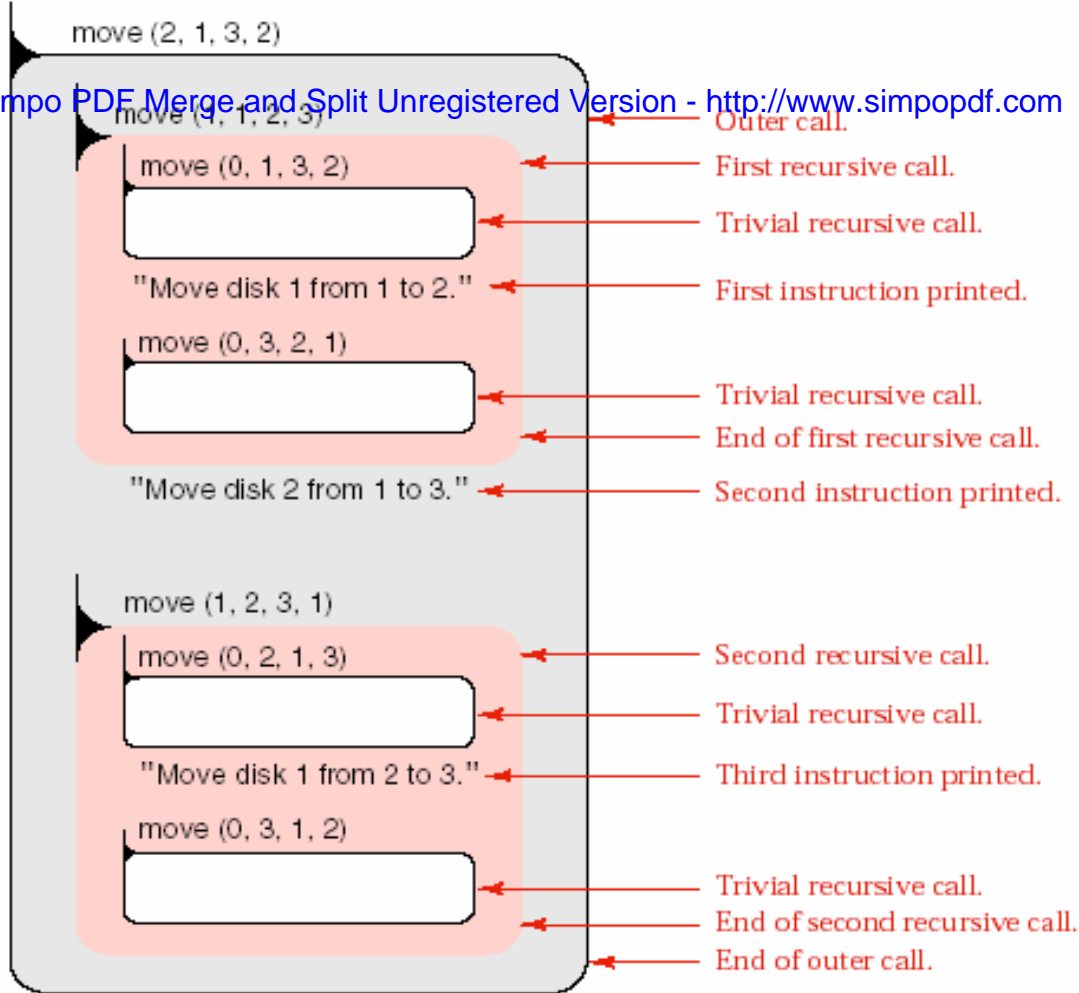 move (2, 1, 3, 2)
mpo PDF Merge and Split Unregistered Version - http://www.simpopdf.com
move (1, 1, 2, 3)
Outer call.
move (0, 1, 3, 2)
First recursive call.
Trivial recursive call.
"Move disk 1 from 1 to 2."
First instruction printed.
move (0, 3, 2, 1)
Trivial recursive call.
End of first recursive call.
"Move disk 2 from 1 to 3."
Second instruction printed.
move (1, 2, 3, 1)
move (0, 2, 1, 3)
Second recursive call.
Trivial recursive call.
"Move disk 1 from 2 to 3."
Third instruction printed.
move (0, 3, 1, 2)
Trivial recursive call.
End of second recursive call.
End of outer call.